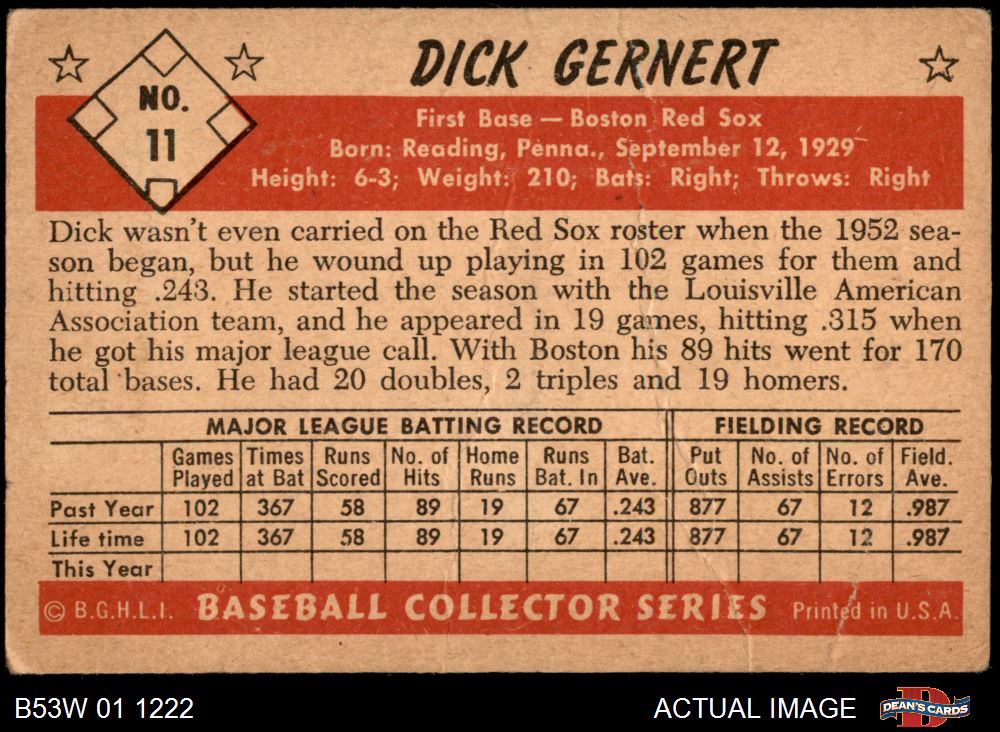 NO.
11
DICK GERNERT
First Base — Boston Red Sox
Born: Reading, Penna., September 12, 1929
Height: 6-3; Weight: 210; Bats: Right; Throws: Right
Dick wasn't even carried on the Red Sox roster when the 1952 sea-
son began, but he wound up playing in 102 games for them and
hitting .243. He started the season with the Louisville American
Association team, and he appeared in 19 games, hitting .315 when
he got his major league call. With Boston his 89 hits went for 170
total bases. He had 20 doubles, 2 triples and 19 homers.
MAJOR LEAGUE BATTING RECORD FIELDING RECORD
Games Times Runs No. of Home Runs Bat. Put No. of No. of Field.
Played at Bat Scored Hits Runs Bat. In Ave. Outs Assists Errors Ave.
Past Year 102 367 58 89 19 67 .243 877 67 12 .987
Life time 102 367 58 89 19 67 .243 877 67 12 .987
This Year
© B.G.H.L.I. BASEBALL COLLECTOR SERIES Printed in U.S.A.
B53W 01 1222 ACTUAL IMAGE D DEAN'S CARDS